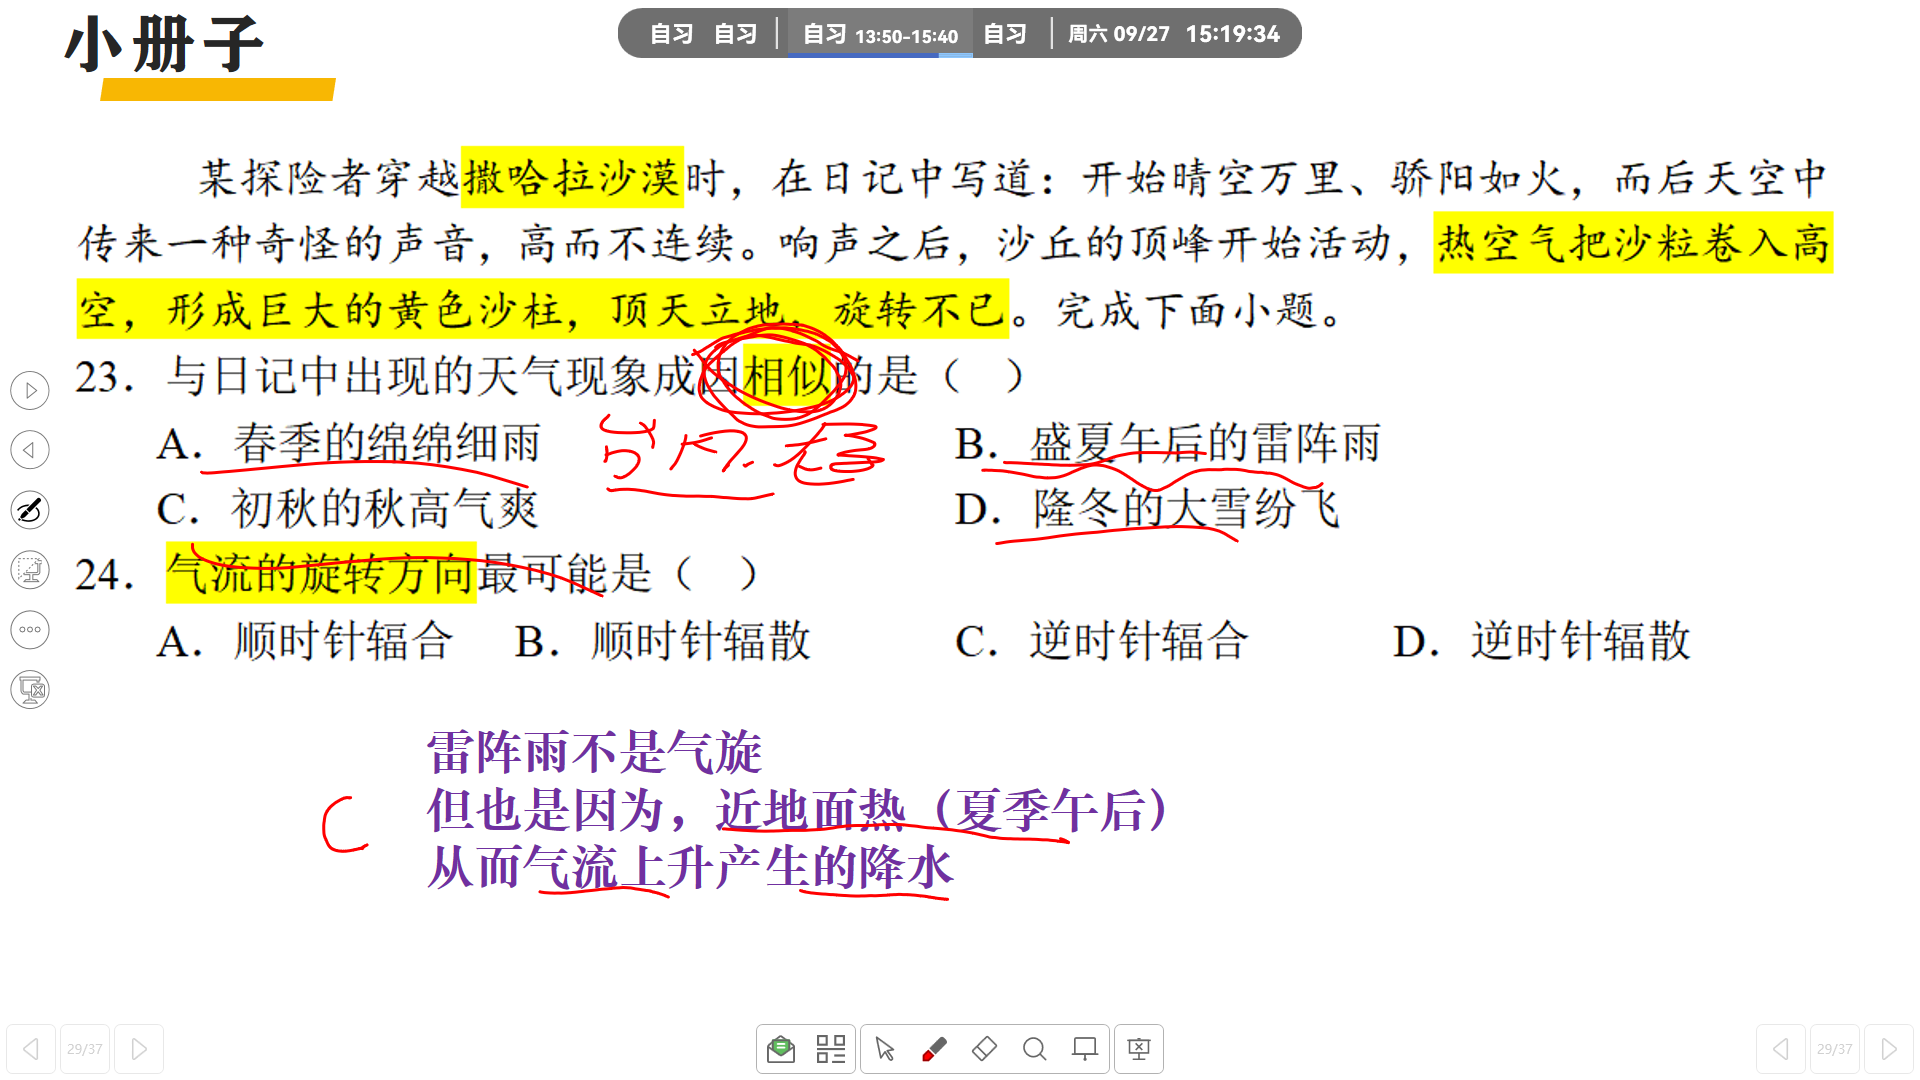 小册子
自习 自习 自习 13:50-15:40 自习 周六 09/27 15:19:34
某探险者穿越撒哈拉沙漠时，在日记中写道：开始晴空万里、骄阳如火，而后天空中
传来一种奇怪的声音，高而不连续。响声之后，沙丘的顶峰开始活动，热空气把沙粒卷入高
空，形成巨大的黄色沙柱，顶天立地，旋转不已。完成下面小题。
23．与日记中出现的天气现象成因相似的是（ ）
A．春季的绵绵细雨 B．盛夏午后的雷阵雨
C．初秋的秋高气爽 D．隆冬的大雪纷飞
24．气流的旋转方向最可能是（ ）
A．顺时针辐合 B．顺时针辐散 C．逆时针辐合 D．逆时针辐散
雷阵雨不是气旋
但也是因为，近地面热（夏季午后）
C
从而气流上升产生的降水
29/37 29/37